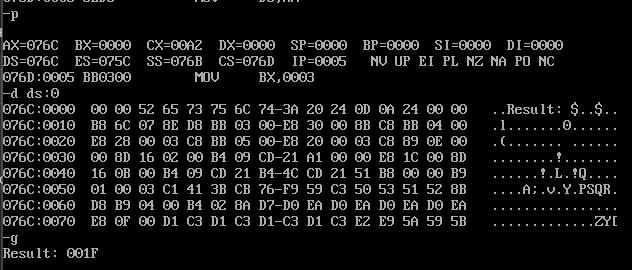 -p
AX=076C  BX=0000  CX=00A2  DX=0000  SP=0000  BP=0000  SI=0000  DI=0000
DS=076C  ES=075C  SS=076B  CS=076D  IP=0005   NV UP EI PL NZ NA PO NC
076D:0005 BB0300        MOV     BX,0003
-d ds:0
076C:0000  00 00 52 65 73 75 6C 74-3A 20 24 0D 0A 24 00 00   ..Result: $..$..
076C:0010  B8 6C 07 8E D8 BB 03 00-E8 30 00 8B C8 BB 04 00   .l.......0......
076C:0020  E8 28 00 03 C8 BB 05 00-E8 20 00 03 C8 89 0E 00   .(....... ......
076C:0030  00 8D 16 02 00 B4 09 CD-21 A1 00 00 E8 1C 00 8D   ........!.......
076C:0040  16 0B 00 B4 09 CD 21 B4-4C CD 21 51 B8 00 00 B9   ......!.L.!Q....
076C:0050  01 00 03 C1 41 3B CB 76-F9 59 C3 50 53 51 52 8B   ....A;.v.Y.PSQR.
076C:0060  D8 B9 04 00 B4 02 8A D7-D0 EA D0 EA D0 EA D0 EA   ................
076C:0070  E8 0F 00 D1 C3 D1 C3 D1-C3 D1 C3 E2 E9 5A 59 5B   .............ZY[
-g
Result: 001F